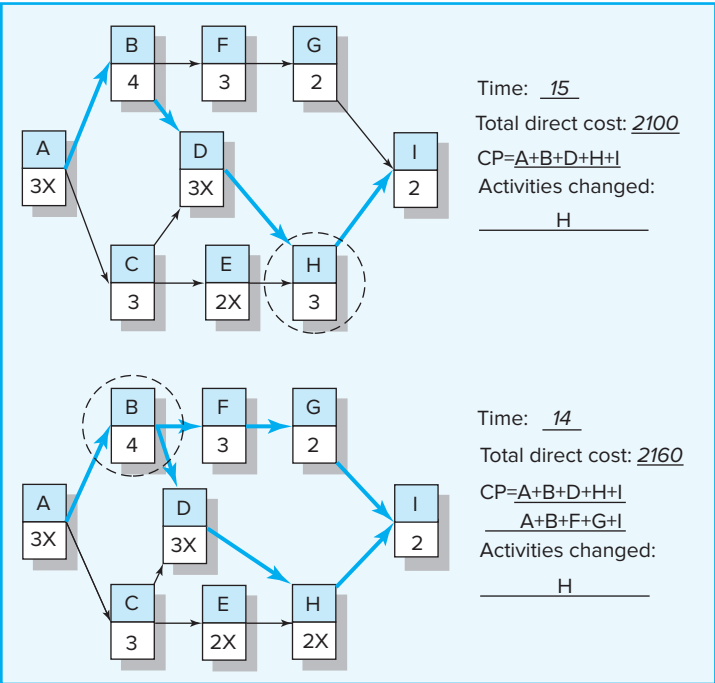 B F G
4 3 2
Time: 15
Total direct cost: 2100
A D I
CP=A+B+D+H+I
3X 3X 2
Activities changed:
H
C E H
3 2X 3
B F G
4 3 2
Time: 14
Total direct cost: 2160
A D I
CP=A+B+D+H+I
A+B+F+G+I
3X 3X 2
Activities changed:
H
C E H
3 2X 2X